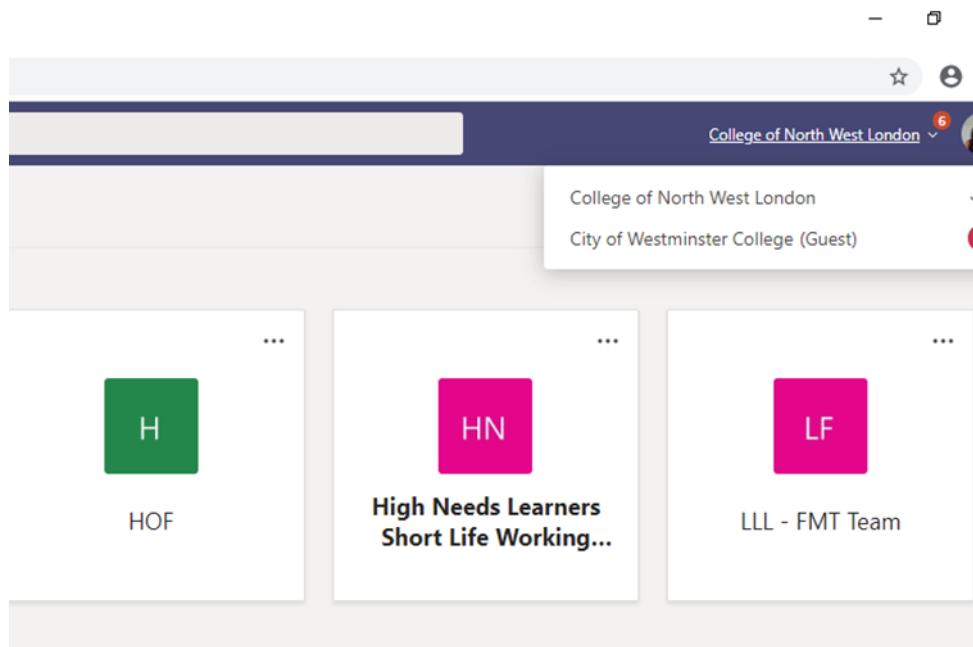 College of North West London
6
College of North West London
City of Westminster College (Guest)
H
HN
LF
HOF
High Needs Learners
Short Life Working...
LLL - FMT Team